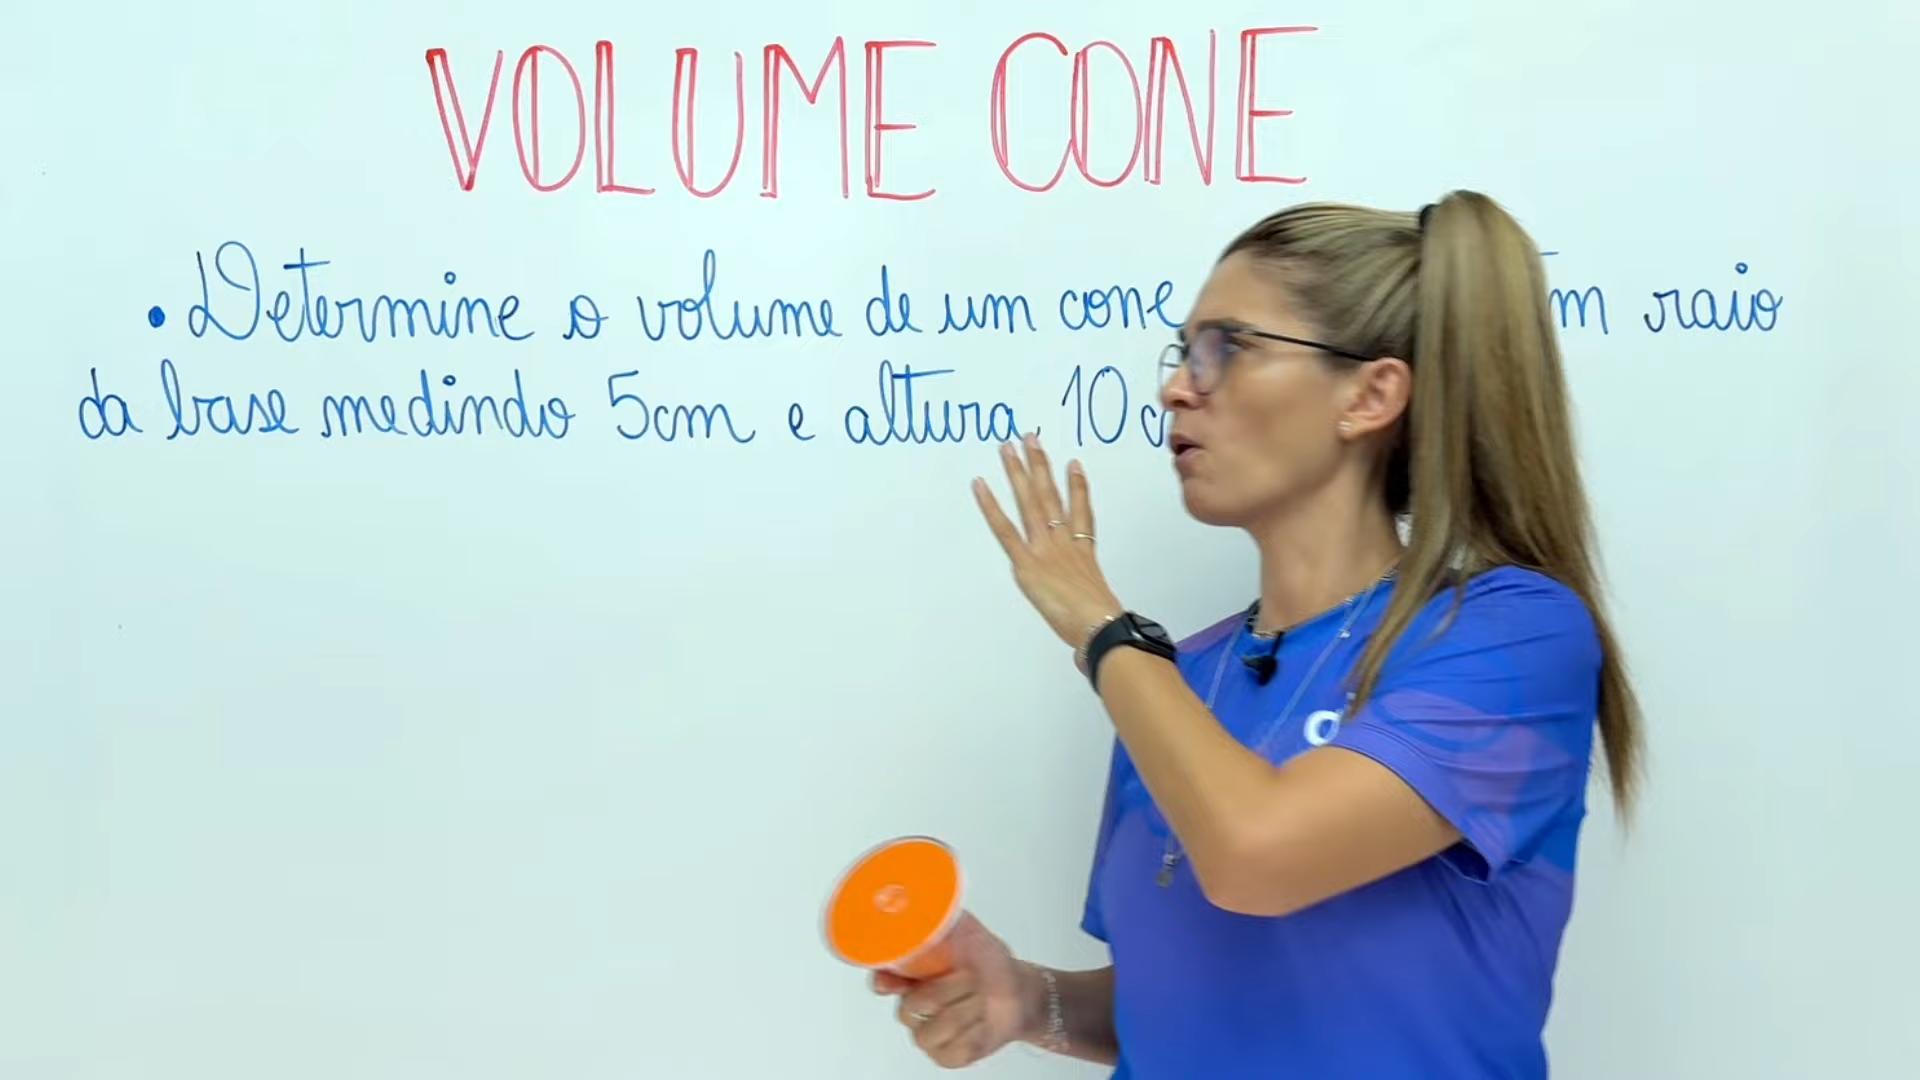 VOLUME CONE
• Determine o volume de um cone raio
da base medindo 5cm e altura 10